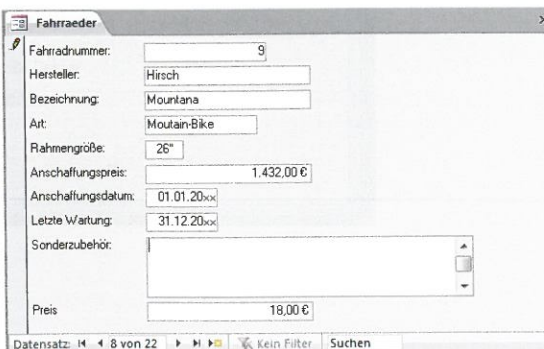 Fahrraeder
Fahrradnummer: 9
Hersteller: Hirsch
Bezeichnung: Mountana
Art: Moutain-Bike
Rahmengröße: 26"
Anschaffungspreis: 1.432,00 €
Anschaffungsdatum: 01.01.20xx
Letzte Wartung: 31.12.20xx
Sonderzubehör:
Preis 18,00 €
Datensatz: 8 von 22 Kein Filter Suchen